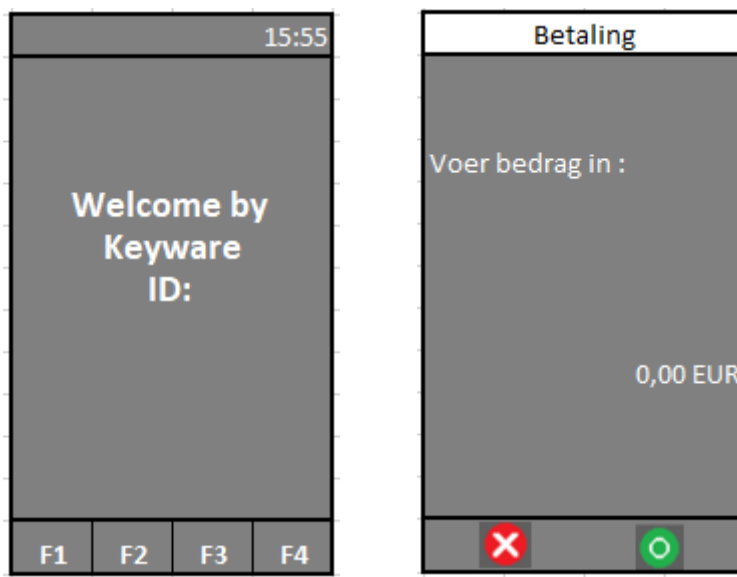 15:55
Welcome by
Keyware
ID:
F1 F2 F3 F4
Betaling
Voer bedrag in :
0,00 EUR